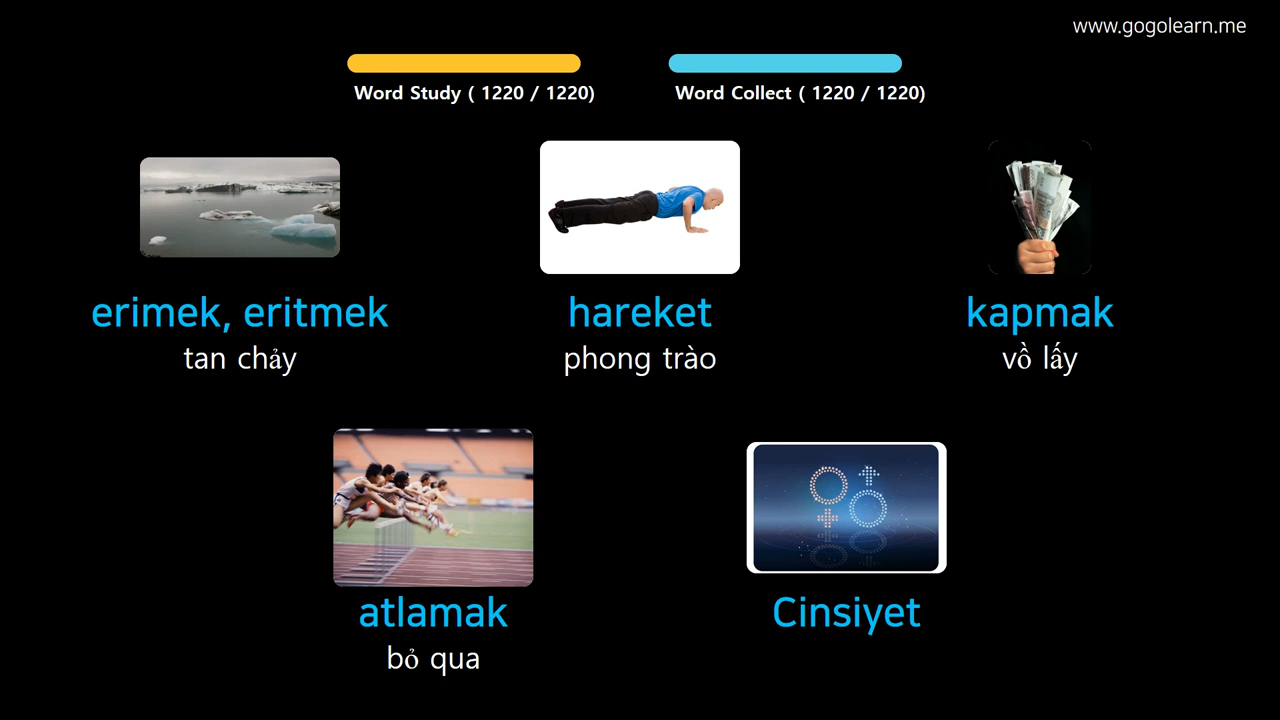 www.gogolearn.me
Word Study ( 1220 / 1220)
Word Collect ( 1220 / 1220)
erimek, eritmek
tan chảy
hareket
phong trào
kapmak
vồ lấy
atlamak
bỏ qua
Cinsiyet